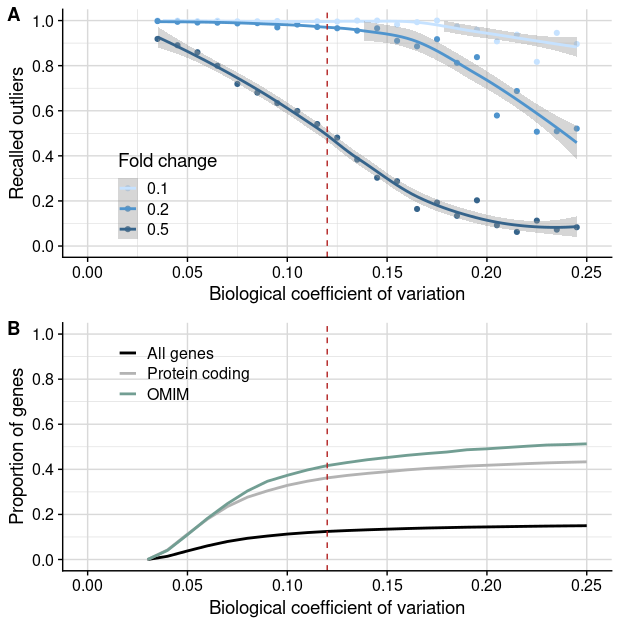 A
1.0
0.8
0.6
0.4
0.2
0.0
Recalled outliers
Fold change
0.1
0.2
0.5
0.00 0.05 0.10 0.15 0.20 0.25
Biological coefficient of variation
B
1.0
0.8
0.6
0.4
0.2
0.0
Proportion of genes
All genes
Protein coding
OMIM
0.00 0.05 0.10 0.15 0.20 0.25
Biological coefficient of variation